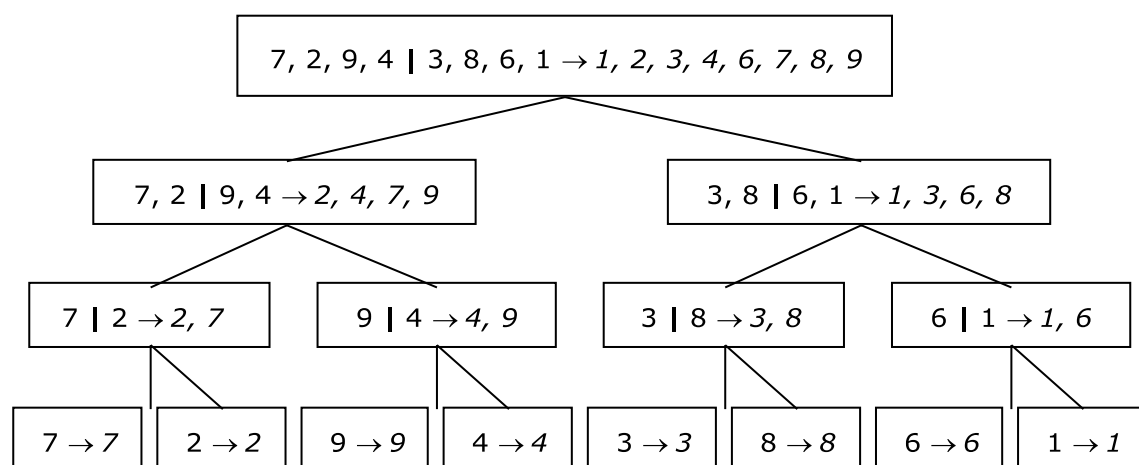 7, 2, 9, 4 | 3, 8, 6, 1 → 1, 2, 3, 4, 6, 7, 8, 9
7, 2 | 9, 4 → 2, 4, 7, 9
3, 8 | 6, 1 → 1, 3, 6, 8
7 | 2 → 2, 7
9 | 4 → 4, 9
3 | 8 → 3, 8
6 | 1 → 1, 6
7 → 7
2 → 2
9 → 9
4 → 4
3 → 3
8 → 8
6 → 6
1 → 1